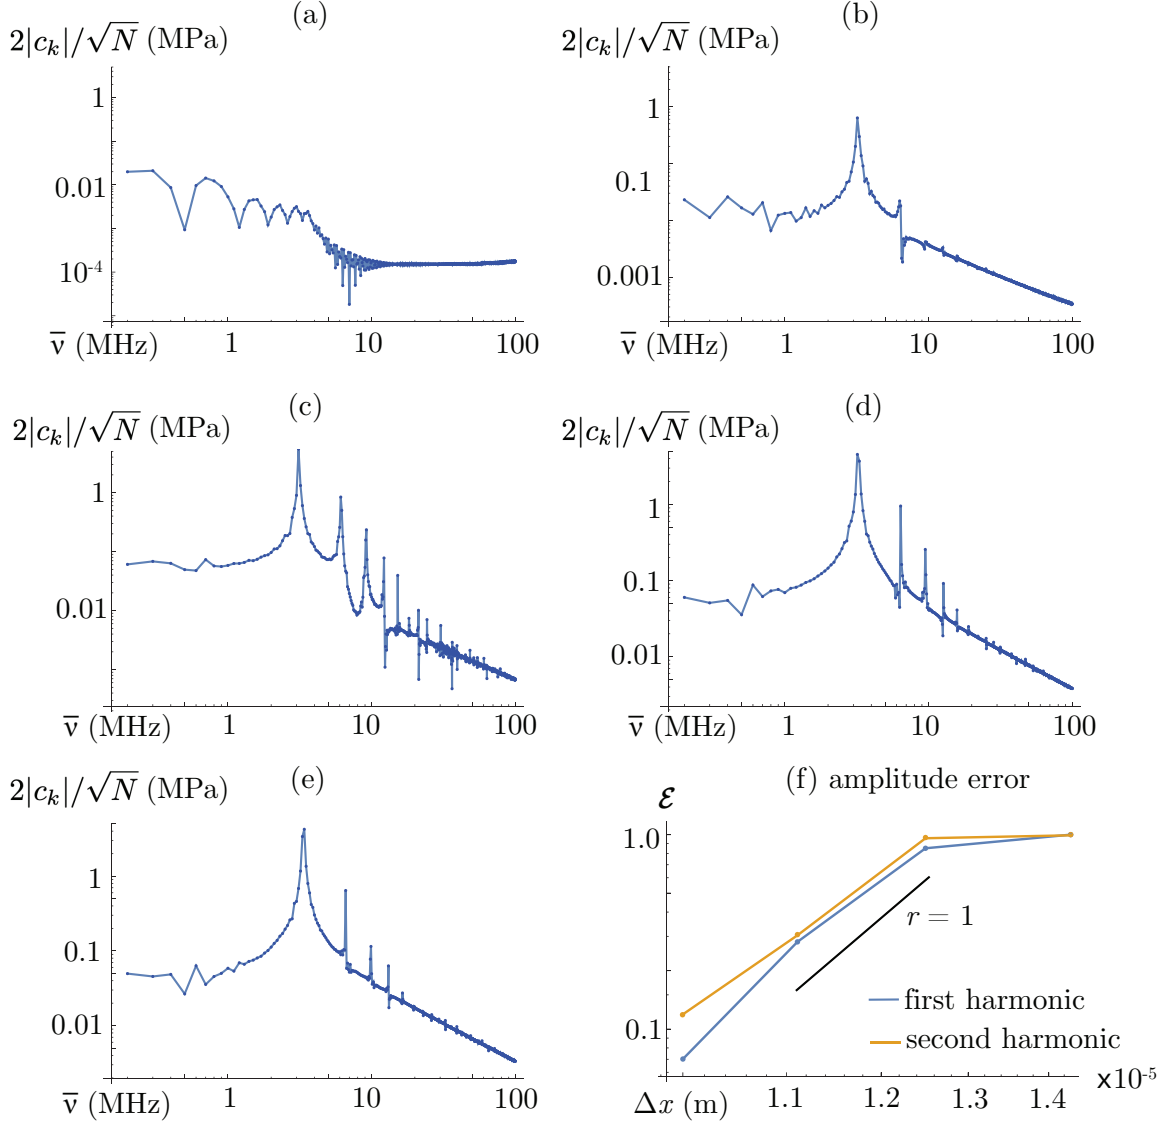 (a)
2|c_k|/√N (MPa)
1
0.01
10^-4
ν̅ (MHz)
1
10
100
(b)
2|c_k|/√N (MPa)
1
0.1
0.001
ν̅ (MHz)
1
100
(c)
2|c_k|/√N (MPa)
1
0.01
ν̅ (MHz)
1
10
100
(d)
2|c_k|/√N (MPa)
1
0.1
0.01
ν̅ (MHz)
1
10
100
(e)
2|c_k|/√N (MPa)
1
0.1
0.01
ν̅ (MHz)
1
10
100
(f) amplitude error
ℰ
1.0
0.1
r = 1
first harmonic
second harmonic
x10^-5
Δx (m)
1.1
1.2
1.3
1.4